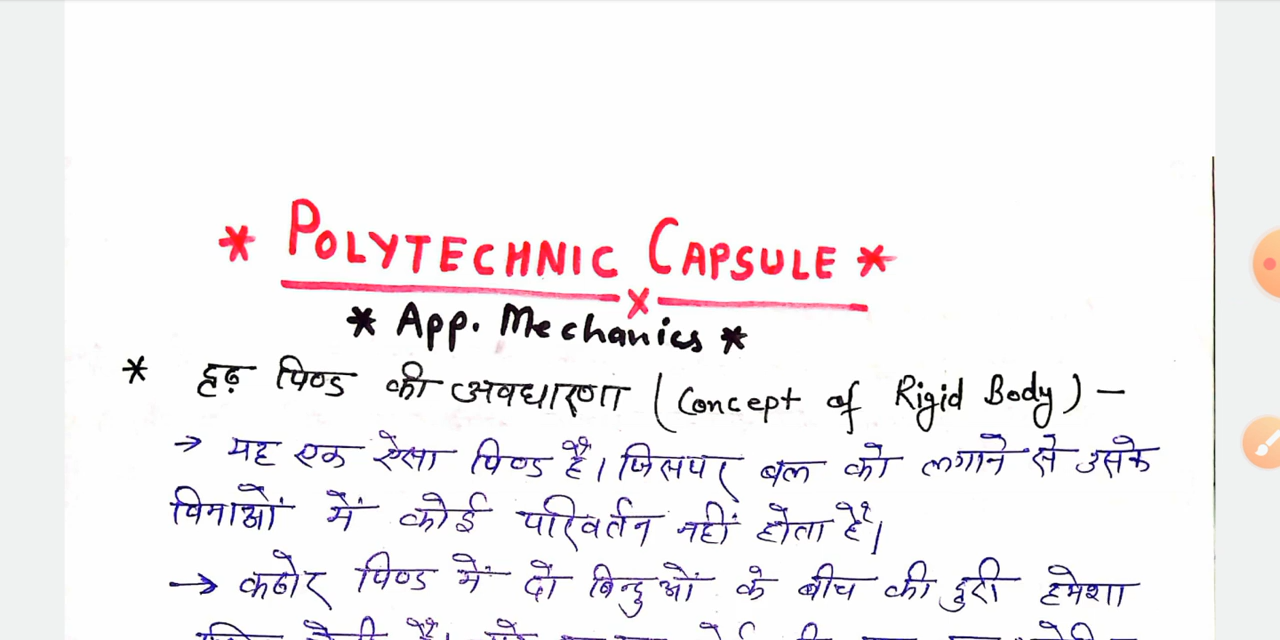 * POLYTECHNIC CAPSULE *
x
* App. Mechanics *
* दृढ़ पिण्ड की अवधारणा (Concept of Rigid Body) –
→ यह एक ऐसा पिण्ड है। जिसपर बल को लगाने से उसके
विमाओं में कोई परिवर्तन नहीं होता है।
→ कठोर पिण्ड में दो बिन्दुओं के बीच की दुरी हमेशा